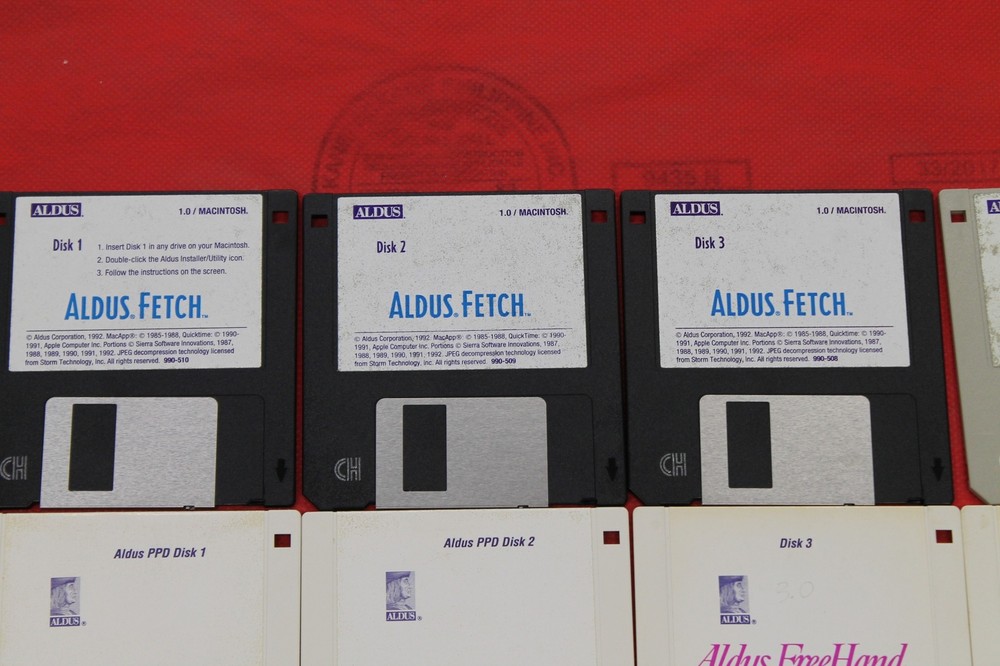 ALDUS
1.0 / MACINTOSH.
Disk 1
1. Insert Disk 1 in any drive on your Macintosh.
2. Double-click the Aldus Installer/Utility icon.
3. Follow the instructions on the screen.
ALDUS® FETCH™
© Aldus Corporation, 1992. MacApp®: © 1985-1988, Quicktime: © 1990-
1991, Apple Computer Inc. Portions © Sierra Software Innovations, 1987,
1988, 1989, 1990, 1991, 1992. JPEG decompression technology licensed
from Storm Technology, Inc. All rights reserved. 990-510
ALDUS
1.0 / MACINTOSH.
Disk 2
ALDUS® FETCH™
© Aldus Corporation, 1992. MacApp®: © 1985-1988, QuickTime: © 1990-
1991, Apple Computer Inc. Portions © Sierra Software Innovations, 1987,
1988, 1989, 1990, 1991, 1992. JPEG decompression technology licensed
from Storm Technology, Inc. All rights reserved. 990-509
ALDUS
1.0 / MACINTOSH.
Disk 3
ALDUS® FETCH™
© Aldus Corporation, 1992. MacApp®: © 1985-1988, QuickTime: © 1990-
1991, Apple Computer Inc. Portions © Sierra Software Innovations, 1987,
1988, 1989, 1990, 1991, 1992. JPEG decompression technology licensed
from Storm Technology, Inc. All rights reserved. 990-508
Aldus PPD Disk 1
ALDUS®
Aldus PPD Disk 2
ALDUS®
Disk 3
3.0
ALDUS®
Aldus FreeHand